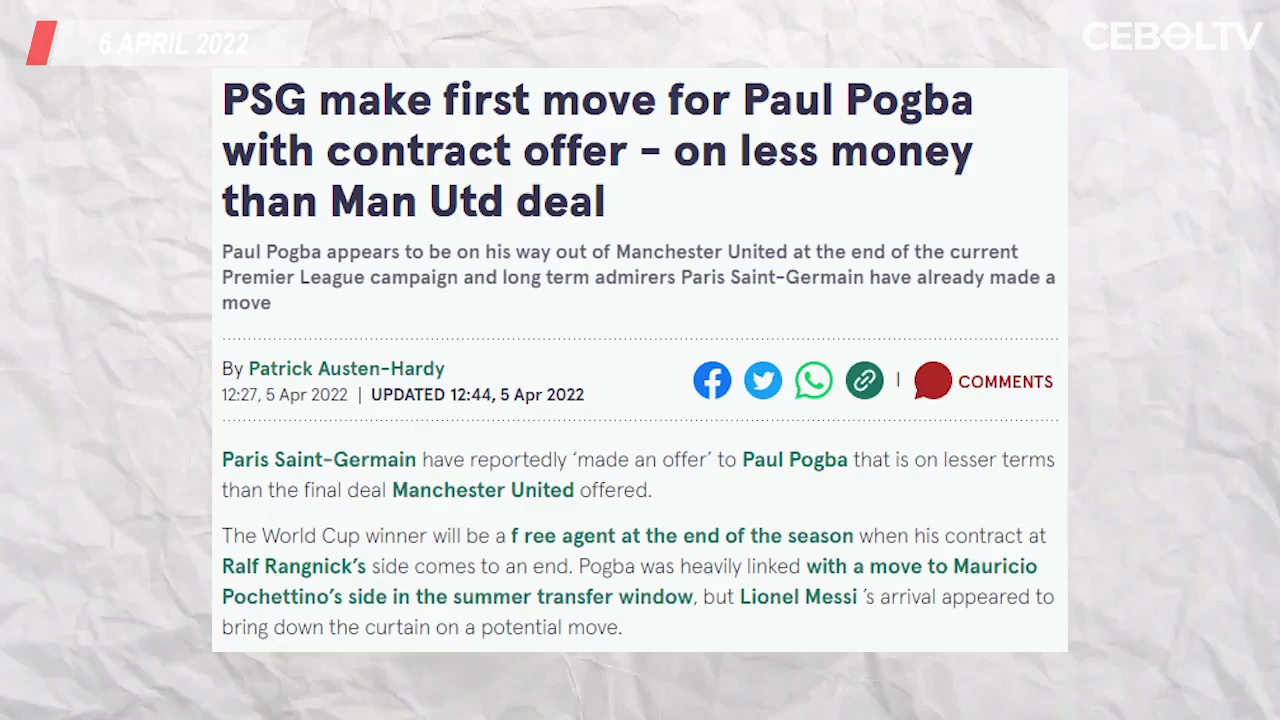 6 APRIL 2022
CEBOLTV
PSG make first move for Paul Pogba
with contract offer - on less money
than Man Utd deal
Paul Pogba appears to be on his way out of Manchester United at the end of the current
Premier League campaign and long term admirers Paris Saint-Germain have already made a
move
By Patrick Austen-Hardy
12:27, 5 Apr 2022 | UPDATED 12:44, 5 Apr 2022
COMMENTS
Paris Saint-Germain have reportedly ‘made an offer’ to Paul Pogba that is on lesser terms
than the final deal Manchester United offered.
The World Cup winner will be a f ree agent at the end of the season when his contract at
Ralf Rangnick’s side comes to an end. Pogba was heavily linked with a move to Mauricio
Pochettino’s side in the summer transfer window, but Lionel Messi ’s arrival appeared to
bring down the curtain on a potential move.